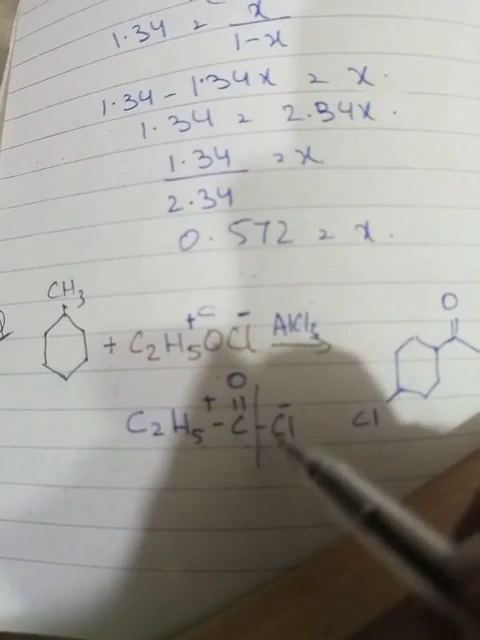 1.34 = x/1-x
1.34 - 1.34x = x.
1.34 = 2.34x.
1.34/2.34 = x
0.572 = x.
CH3
+ C2H5OCl AlCl3
+C -
O
C2H5 - C - Cl
+ O -
Cl